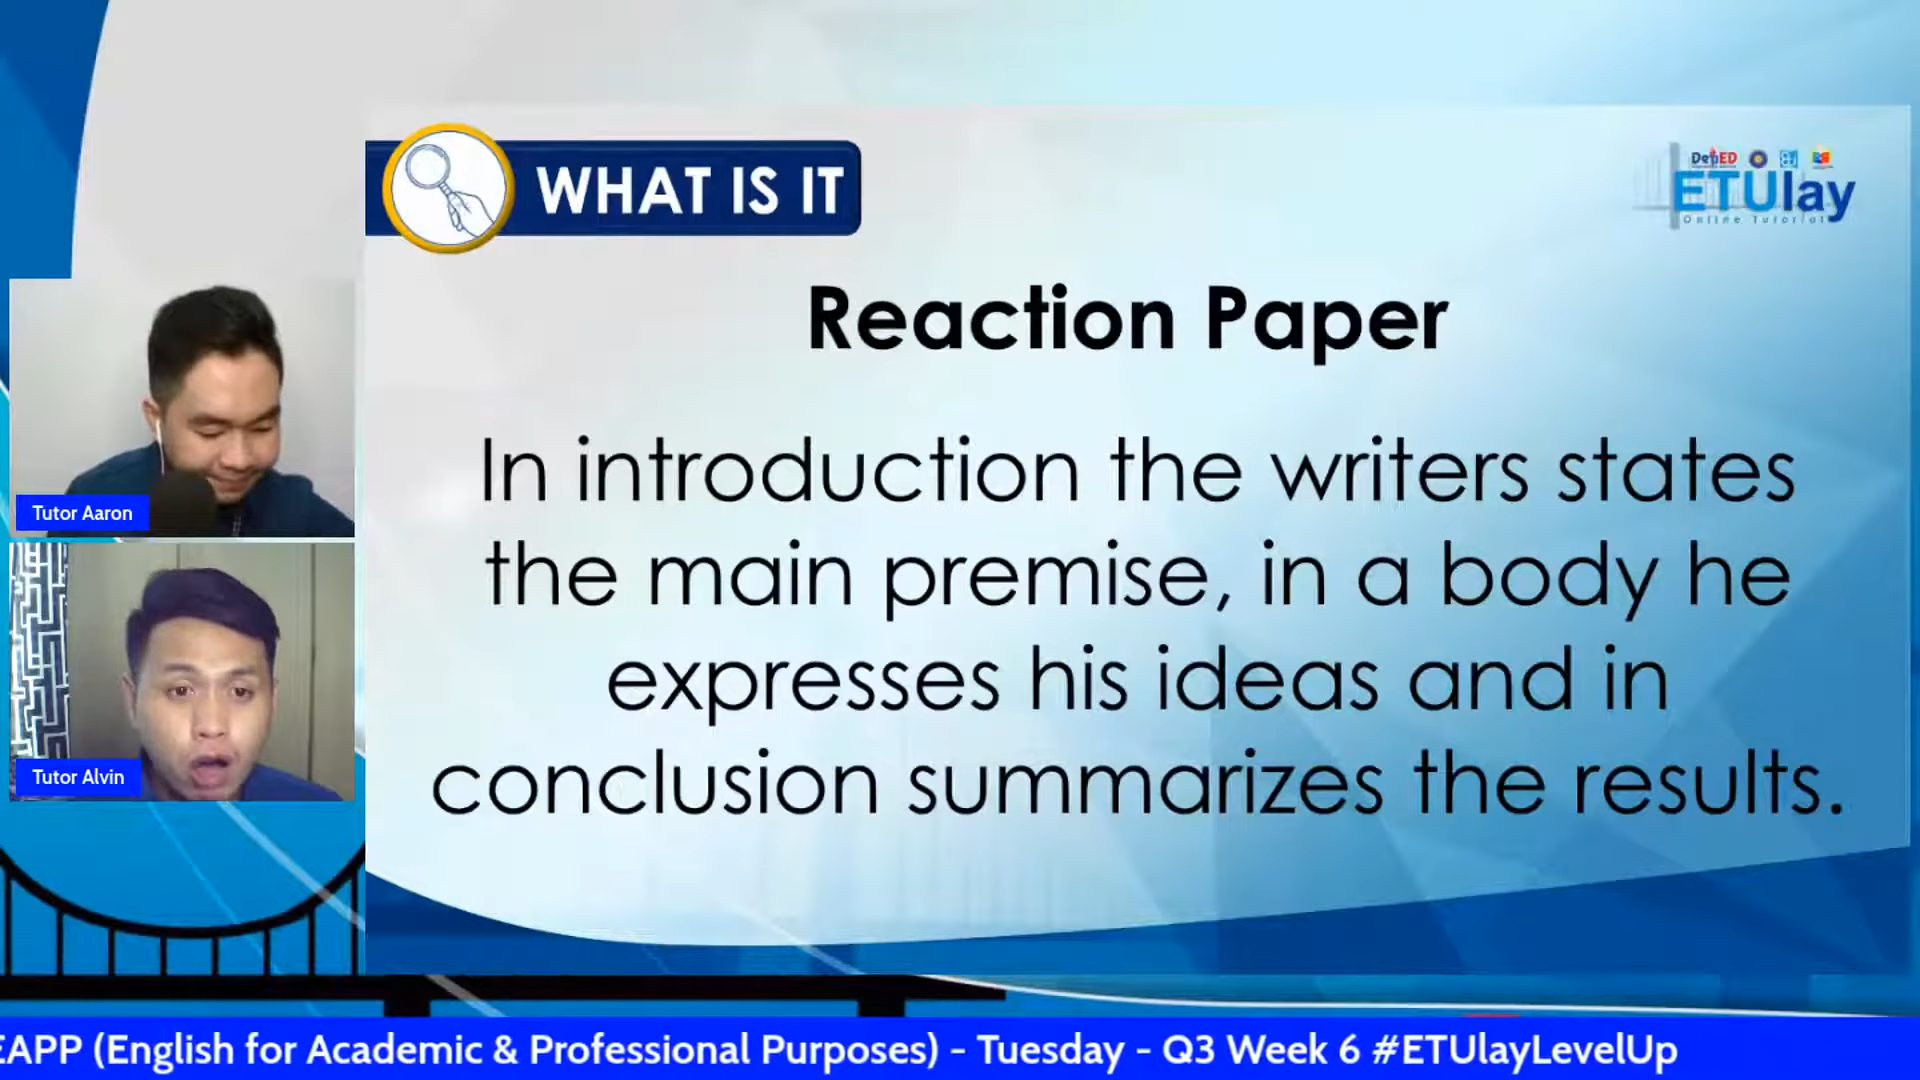 WHAT IS IT
DepED
ETUlay
Online Tutorial
Reaction Paper
In introduction the writers states
the main premise, in a body he
expresses his ideas and in
conclusion summarizes the results.
Tutor Aaron
Tutor Alvin
EAPP (English for Academic & Professional Purposes) - Tuesday - Q3 Week 6 #ETUlayLevelUp